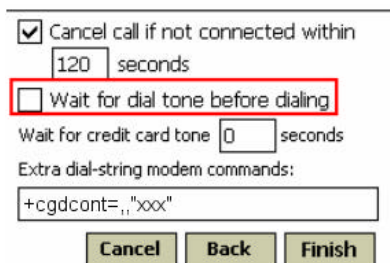 Cancel call if not connected within
120 seconds
Wait for dial tone before dialing
Wait for credit card tone 0 seconds
Extra dial-string modem commands:
+cgdcont=,,"xxx"
Cancel Back Finish